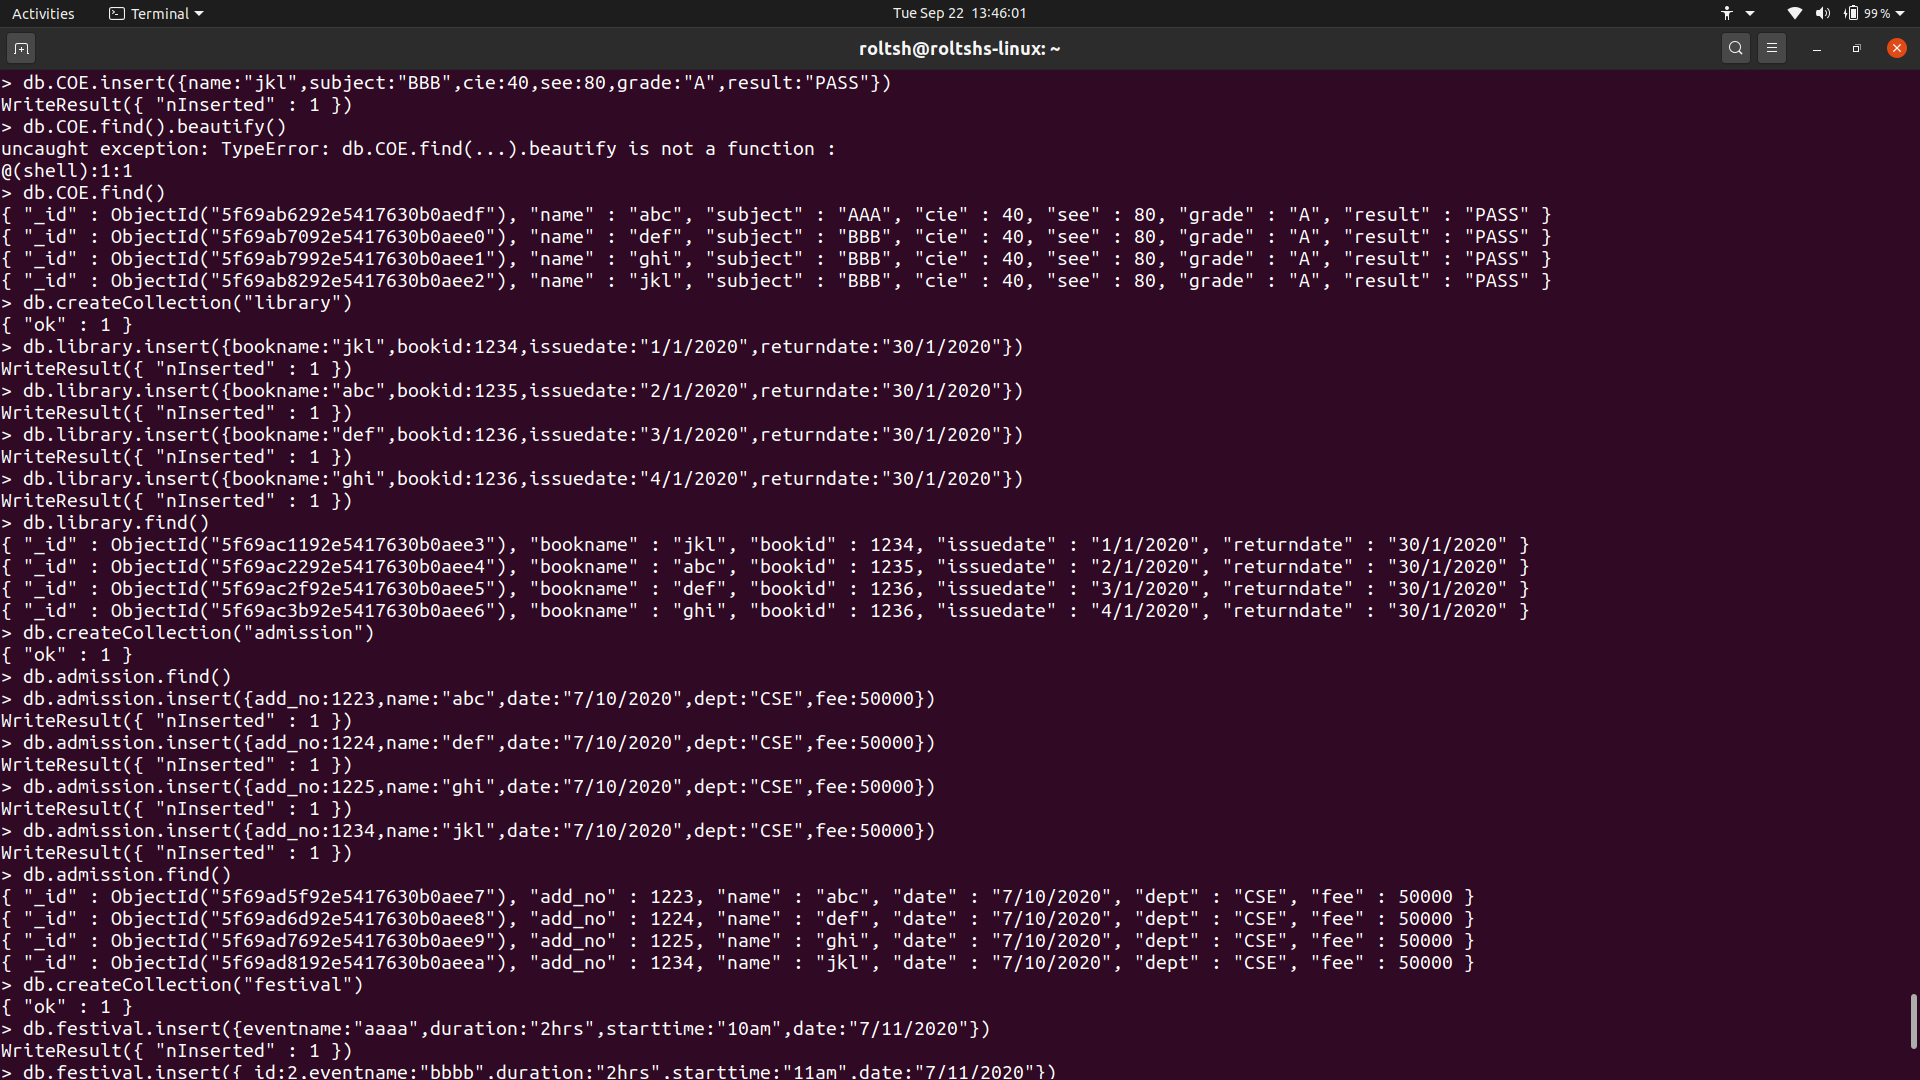 Activities Terminal Tue Sep 22 13:46:01 99 %
roltsh@roltshs-linux: ~
> db.COE.insert({name:"jkl",subject:"BBB",cie:40,see:80,grade:"A",result:"PASS"})
WriteResult({ "nInserted" : 1 })
> db.COE.find().beautify()
uncaught exception: TypeError: db.COE.find(...).beautify is not a function :
@(shell):1:1
> db.COE.find()
{ "_id" : ObjectId("5f69ab6292e5417630b0aedf"), "name" : "abc", "subject" : "AAA", "cie" : 40, "see" : 80, "grade" : "A", "result" : "PASS" }
{ "_id" : ObjectId("5f69ab7092e5417630b0aee0"), "name" : "def", "subject" : "BBB", "cie" : 40, "see" : 80, "grade" : "A", "result" : "PASS" }
{ "_id" : ObjectId("5f69ab7992e5417630b0aee1"), "name" : "ghi", "subject" : "BBB", "cie" : 40, "see" : 80, "grade" : "A", "result" : "PASS" }
{ "_id" : ObjectId("5f69ab8292e5417630b0aee2"), "name" : "jkl", "subject" : "BBB", "cie" : 40, "see" : 80, "grade" : "A", "result" : "PASS" }
> db.createCollection("library")
{ "ok" : 1 }
> db.library.insert({bookname:"jkl",bookid:1234,issuedate:"1/1/2020",returndate:"30/1/2020"})
WriteResult({ "nInserted" : 1 })
> db.library.insert({bookname:"abc",bookid:1235,issuedate:"2/1/2020",returndate:"30/1/2020"})
WriteResult({ "nInserted" : 1 })
> db.library.insert({bookname:"def",bookid:1236,issuedate:"3/1/2020",returndate:"30/1/2020"})
WriteResult({ "nInserted" : 1 })
> db.library.insert({bookname:"ghi",bookid:1236,issuedate:"4/1/2020",returndate:"30/1/2020"})
WriteResult({ "nInserted" : 1 })
> db.library.find()
{ "_id" : ObjectId("5f69ac1192e5417630b0aee3"), "bookname" : "jkl", "bookid" : 1234, "issuedate" : "1/1/2020", "returndate" : "30/1/2020" }
{ "_id" : ObjectId("5f69ac2292e5417630b0aee4"), "bookname" : "abc", "bookid" : 1235, "issuedate" : "2/1/2020", "returndate" : "30/1/2020" }
{ "_id" : ObjectId("5f69ac2f92e5417630b0aee5"), "bookname" : "def", "bookid" : 1236, "issuedate" : "3/1/2020", "returndate" : "30/1/2020" }
{ "_id" : ObjectId("5f69ac3b92e5417630b0aee6"), "bookname" : "ghi", "bookid" : 1236, "issuedate" : "4/1/2020", "returndate" : "30/1/2020" }
> db.createCollection("admission")
{ "ok" : 1 }
> db.admission.find()
> db.admission.insert({add_no:1223,name:"abc",date:"7/10/2020",dept:"CSE",fee:50000})
WriteResult({ "nInserted" : 1 })
> db.admission.insert({add_no:1224,name:"def",date:"7/10/2020",dept:"CSE",fee:50000})
WriteResult({ "nInserted" : 1 })
> db.admission.insert({add_no:1225,name:"ghi",date:"7/10/2020",dept:"CSE",fee:50000})
WriteResult({ "nInserted" : 1 })
> db.admission.insert({add_no:1234,name:"jkl",date:"7/10/2020",dept:"CSE",fee:50000})
WriteResult({ "nInserted" : 1 })
> db.admission.find()
{ "_id" : ObjectId("5f69ad5f92e5417630b0aee7"), "add_no" : 1223, "name" : "abc", "date" : "7/10/2020", "dept" : "CSE", "fee" : 50000 }
{ "_id" : ObjectId("5f69ad6d92e5417630b0aee8"), "add_no" : 1224, "name" : "def", "date" : "7/10/2020", "dept" : "CSE", "fee" : 50000 }
{ "_id" : ObjectId("5f69ad7692e5417630b0aee9"), "add_no" : 1225, "name" : "ghi", "date" : "7/10/2020", "dept" : "CSE", "fee" : 50000 }
{ "_id" : ObjectId("5f69ad8192e5417630b0aeea"), "add_no" : 1234, "name" : "jkl", "date" : "7/10/2020", "dept" : "CSE", "fee" : 50000 }
> db.createCollection("festival")
{ "ok" : 1 }
> db.festival.insert({eventname:"aaaa",duration:"2hrs",starttime:"10am",date:"7/11/2020"})
WriteResult({ "nInserted" : 1 })
> db.festival.insert({_id:2,eventname:"bbbb",duration:"2hrs",starttime:"11am",date:"7/11/2020"})